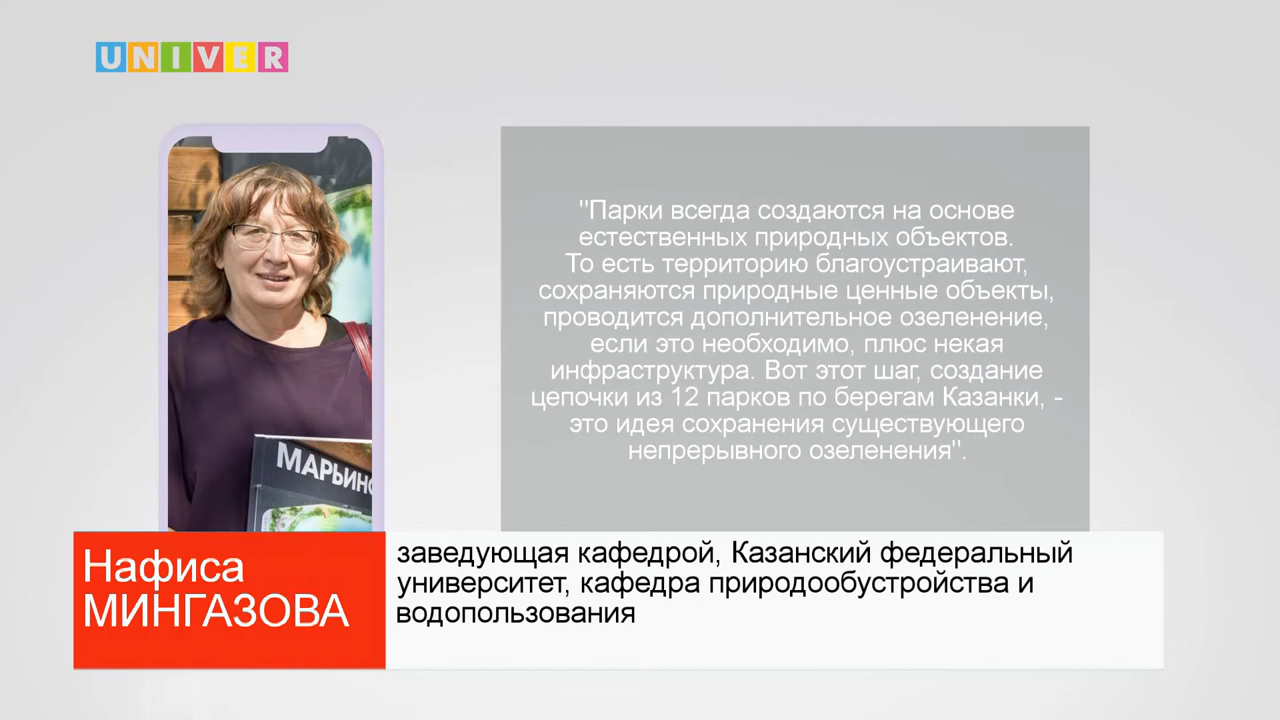 UNIVER
"Парки всегда создаются на основе
естественных природных объектов.
То есть территорию благоустраивают,
сохраняются природные ценные объекты,
проводится дополнительное озеленение,
если это необходимо, плюс некая
инфраструктура. Вот этот шаг, создание
цепочки из 12 парков по берегам Казанки, -
это идея сохранения существующего
непрерывного озеленения".
МАРЬИНО
Нафиса
МИНГАЗОВА
заведующая кафедрой, Казанский федеральный
университет, кафедра природообустройства и
водопользования